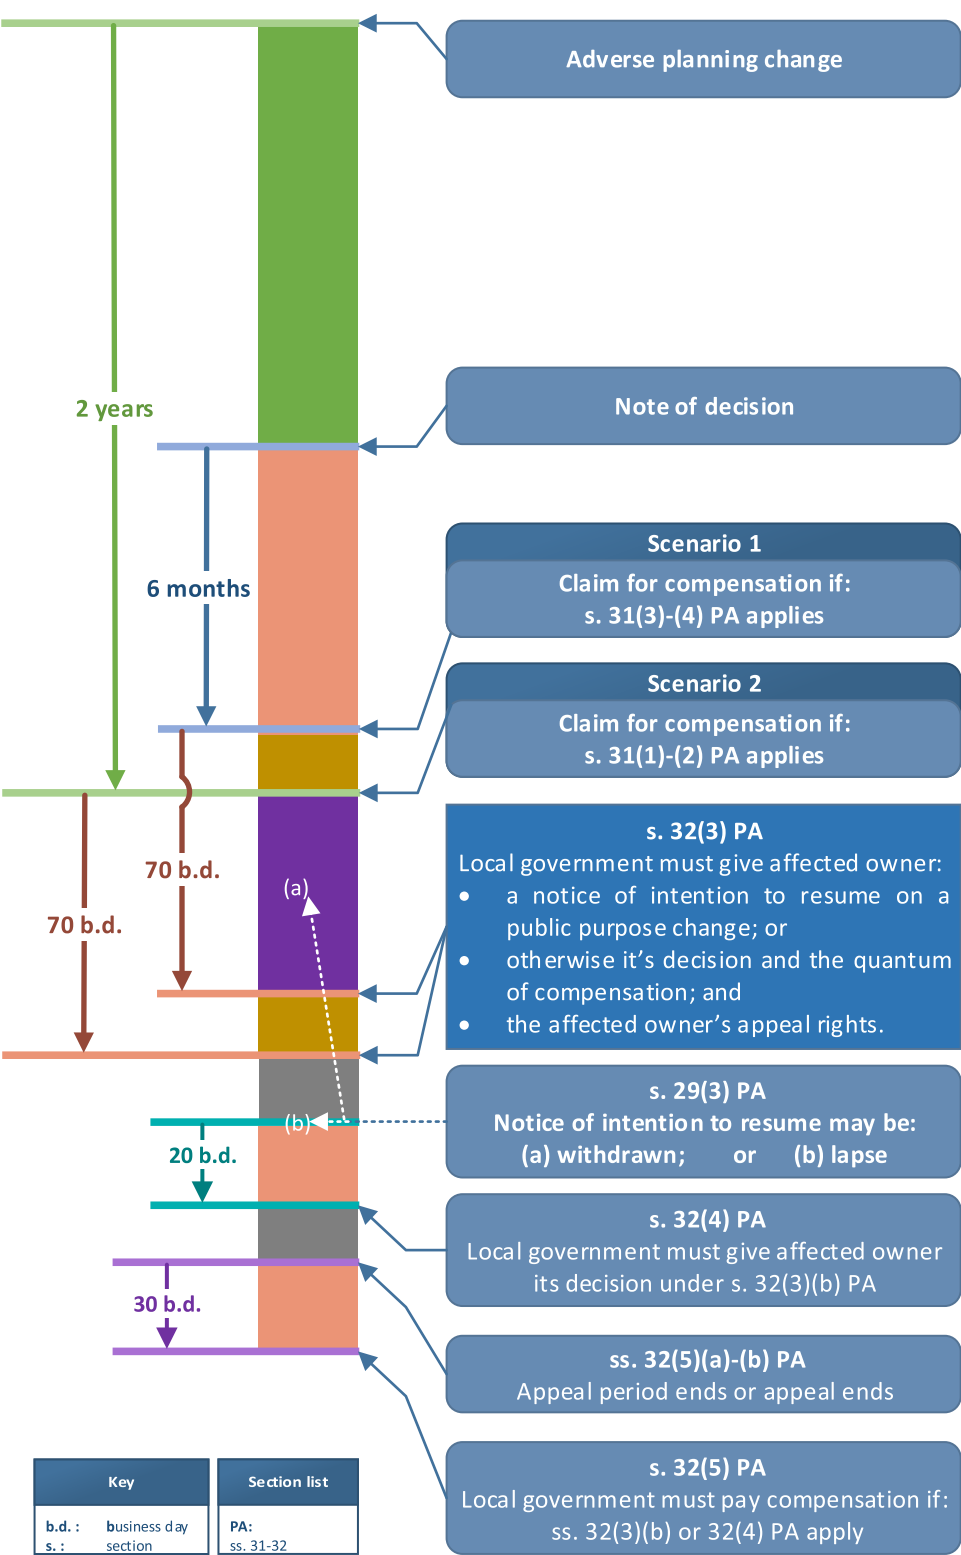 Adverse planning change
2 years
Note of decision
6 months
Scenario 1
Claim for compensation if:
s. 31(3)-(4) PA applies
Scenario 2
Claim for compensation if:
s. 31(1)-(2) PA applies
70 b.d.
70 b.d.
s. 32(3) PA
Local government must give affected owner:
• a notice of intention to resume on a
public purpose change; or
• otherwise it’s decision and the quantum
of compensation; and
• the affected owner’s appeal rights.
(a)
(b)
s. 29(3) PA
Notice of intention to resume may be:
(a) withdrawn; or (b) lapse
20 b.d.
s. 32(4) PA
Local government must give affected owner
its decision under s. 32(3)(b) PA
30 b.d.
ss. 32(5)(a)-(b) PA
Appeal period ends or appeal ends
s. 32(5) PA
Local government must pay compensation if:
ss. 32(3)(b) or 32(4) PA apply
Key
b.d. : business day
s. : section
Section list
PA:
ss. 31-32